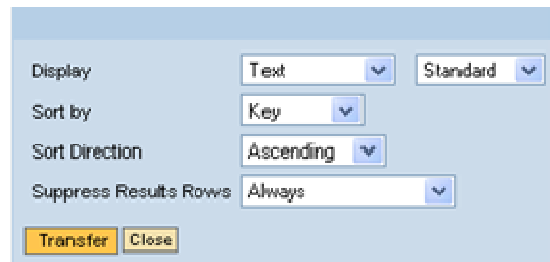 Display Text Standard
Sort by Key
Sort Direction Ascending
Suppress Results Rows Always
Transfer Close